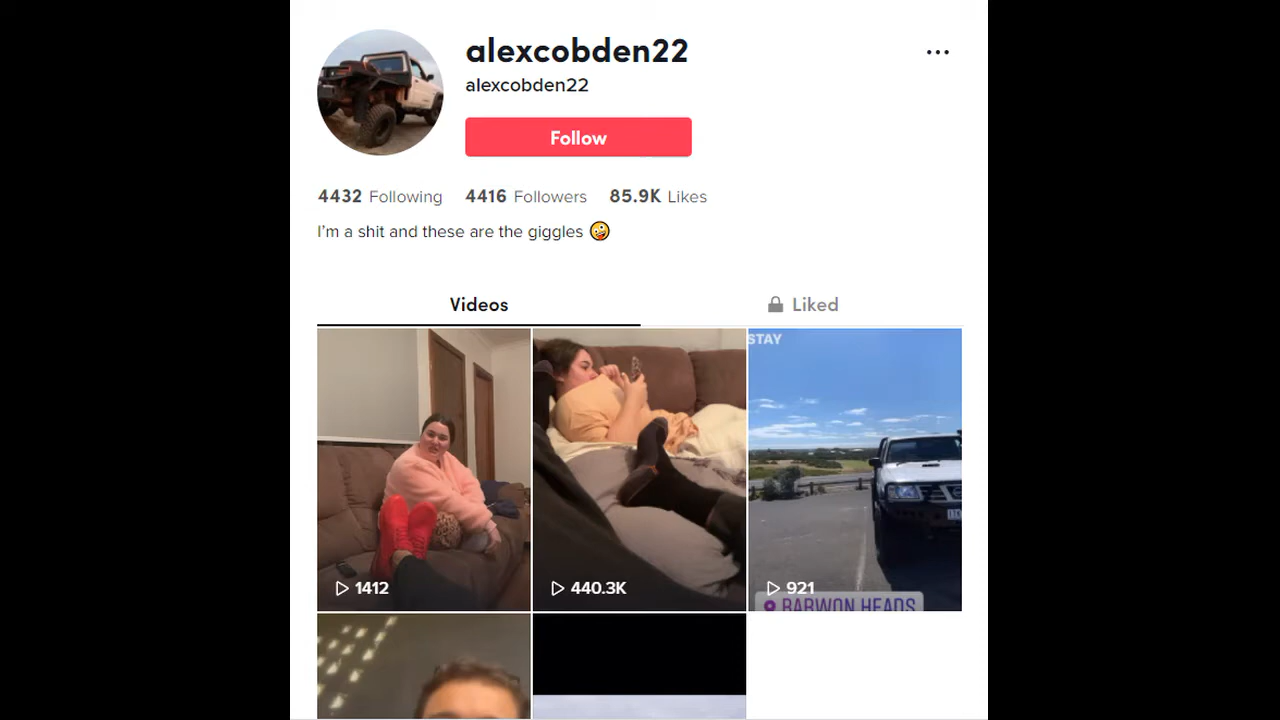 alexcobden22
alexcobden22
Follow
4432 Following 4416 Followers 85.9K Likes
I'm a shit and these are the giggles 🤪
Videos Liked
STAY
1412 440.3K 921
BARWON HEADS